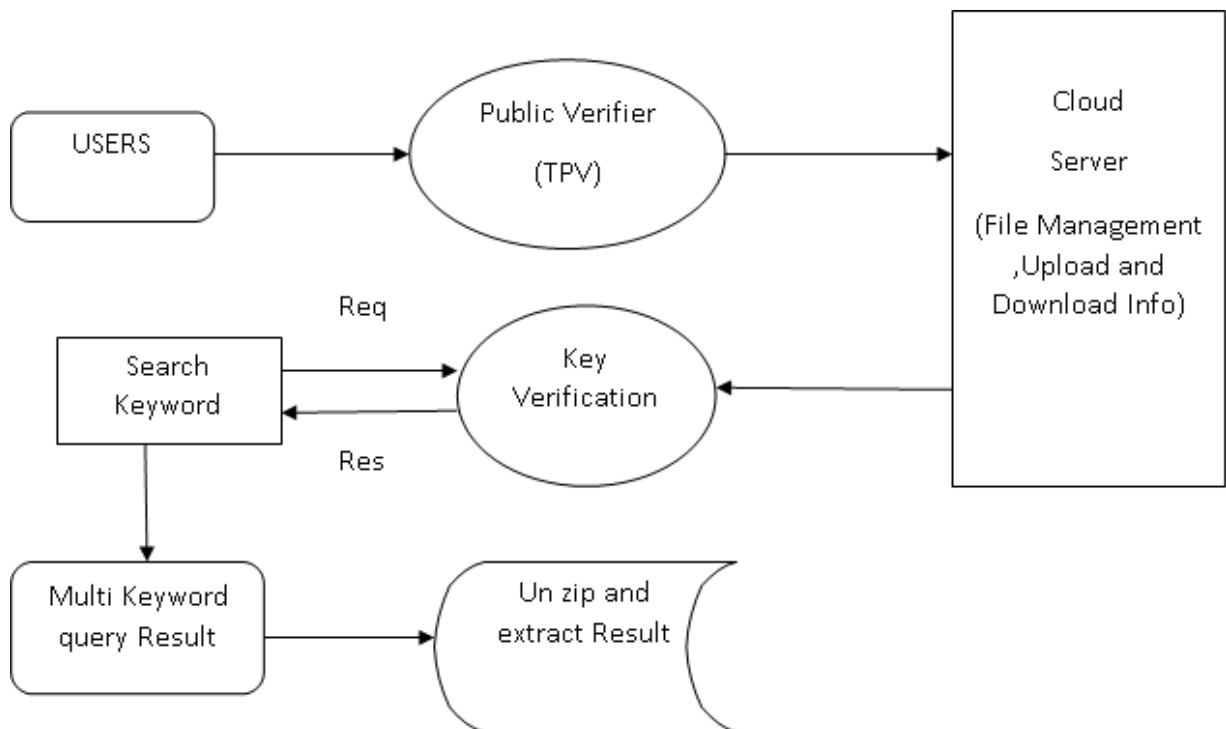 USERS
Public Verifier
(TPV)
Cloud
Server
(File Management
,Upload and
Download Info)
Req
Search
Keyword
Key
Verification
Res
Multi Keyword
query Result
Un zip and
extract Result